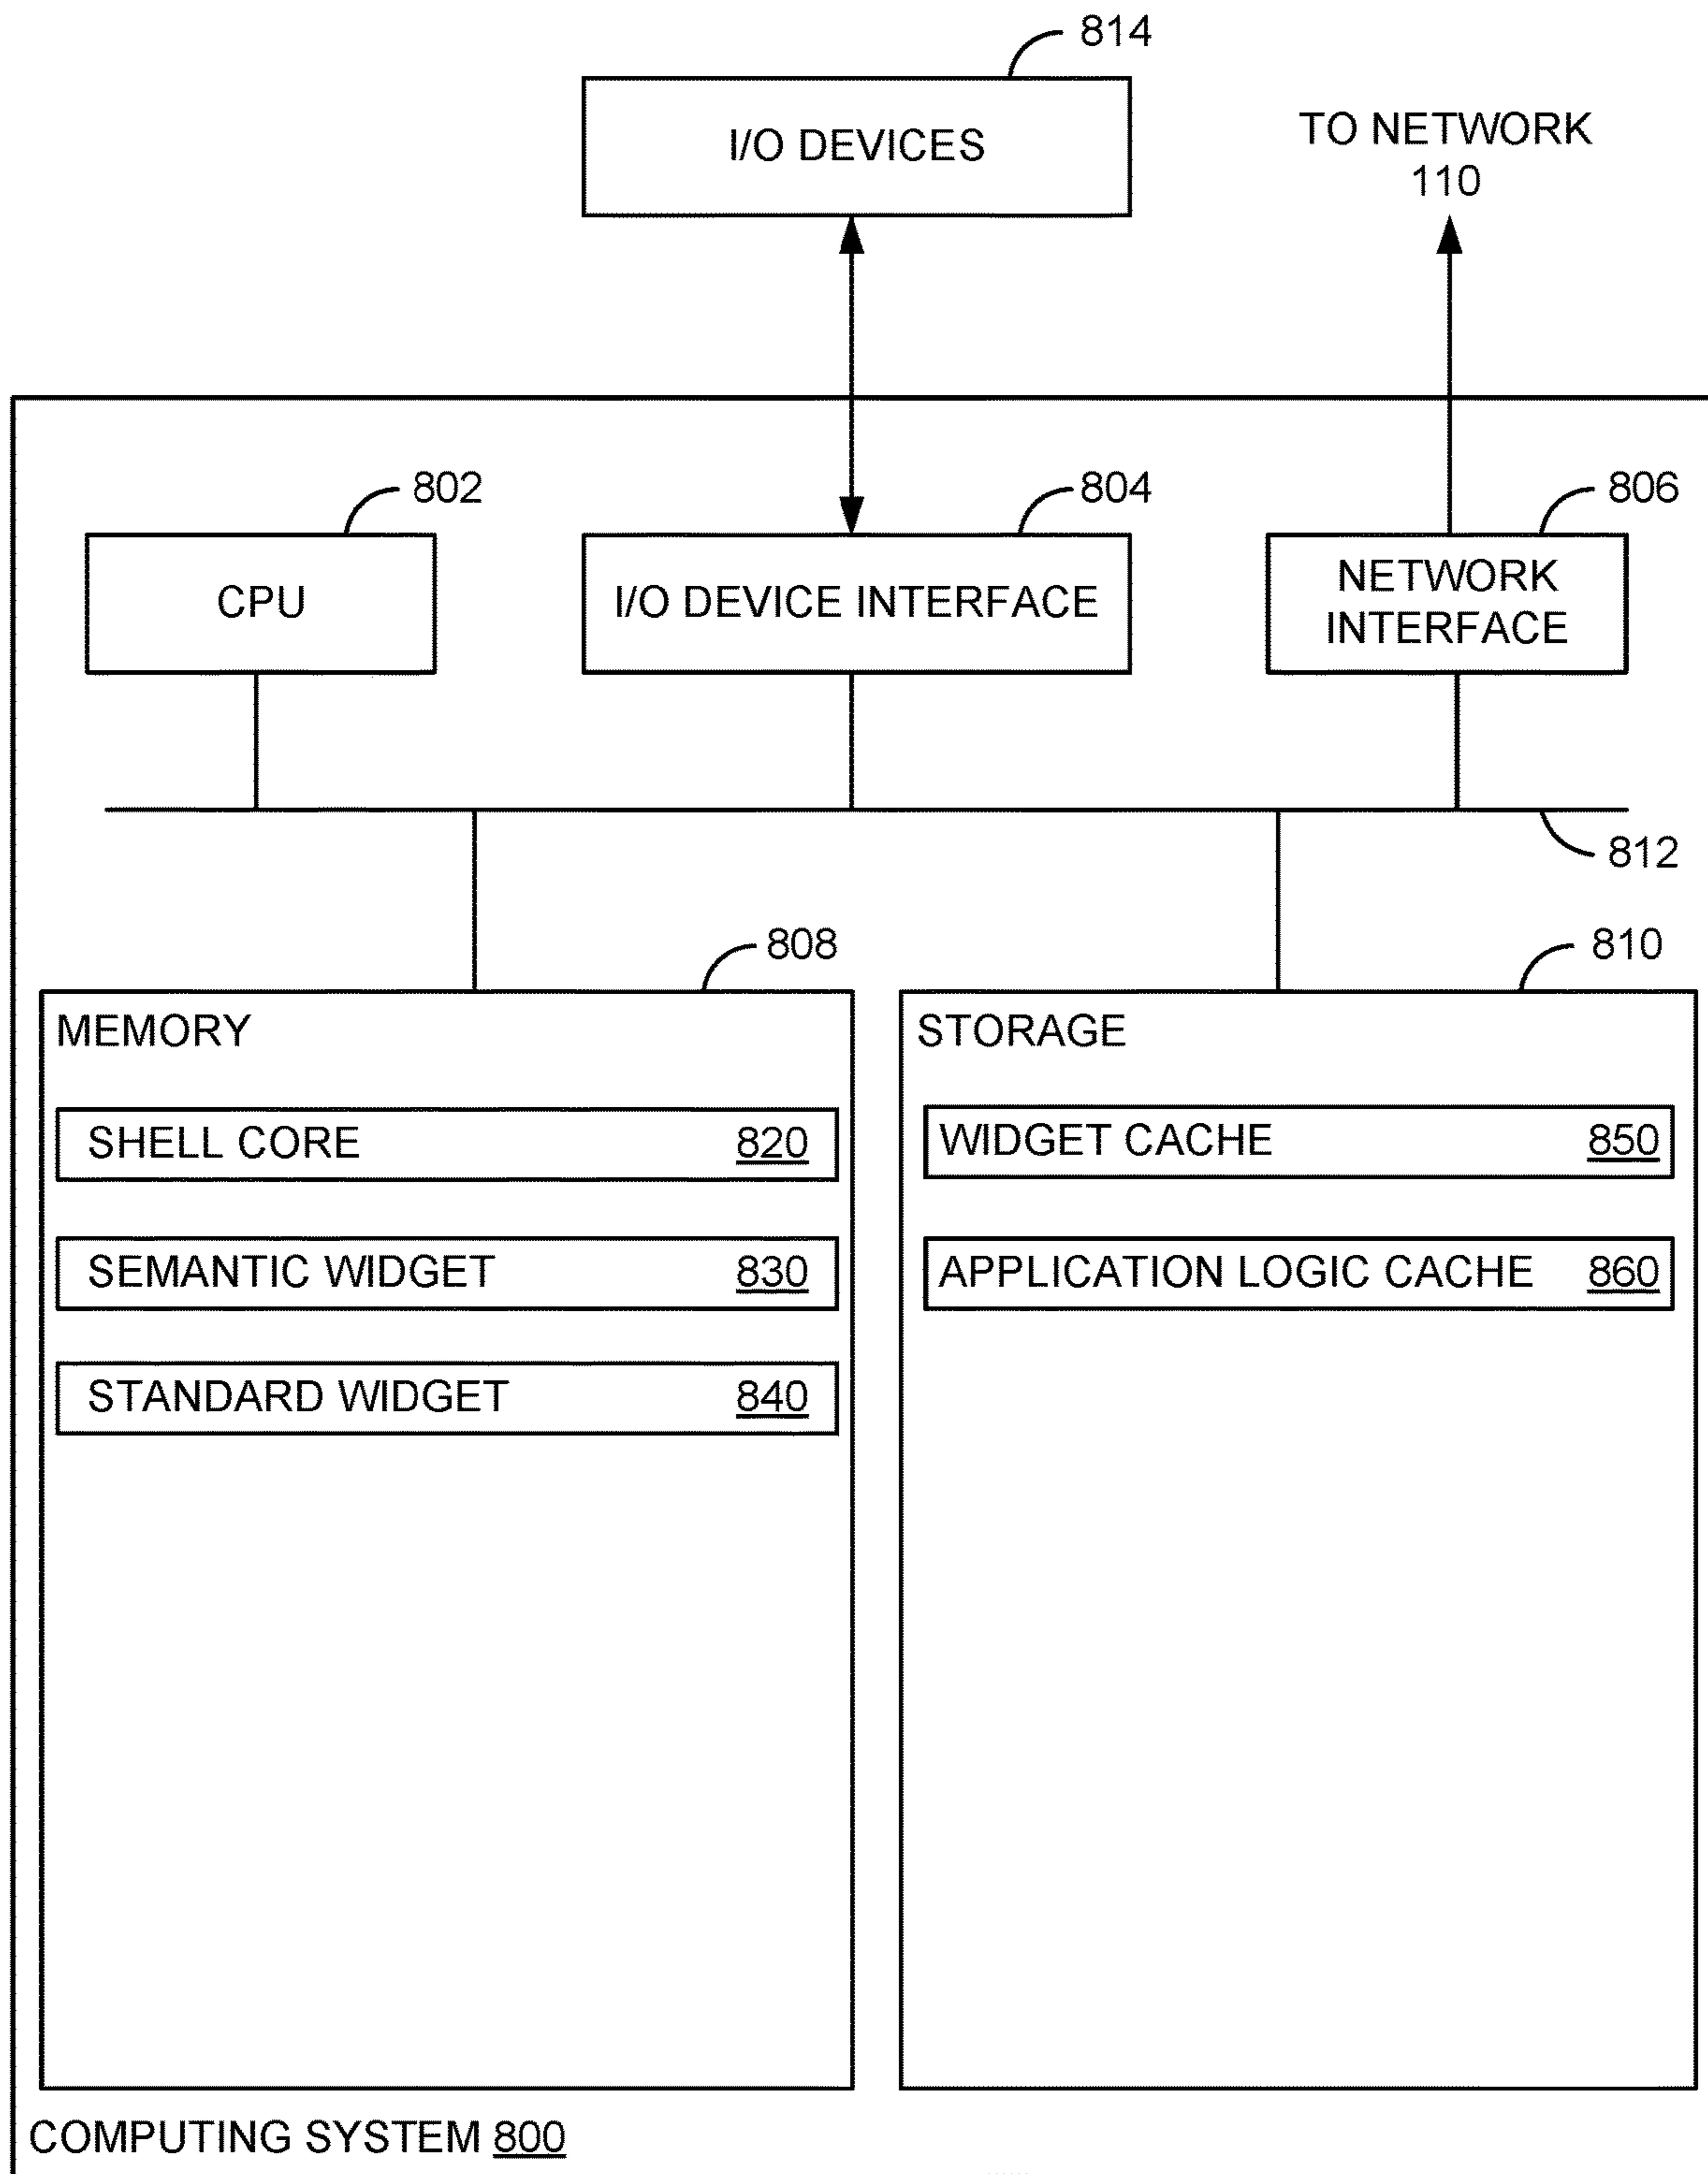 814
I/O DEVICES
TO NETWORK
110
802
804
806
CPU
I/O DEVICE INTERFACE
NETWORK
INTERFACE
812
808
810
MEMORY
STORAGE
SHELL CORE 820
WIDGET CACHE 850
SEMANTIC WIDGET 830
APPLICATION LOGIC CACHE 860
STANDARD WIDGET 840
COMPUTING SYSTEM 800